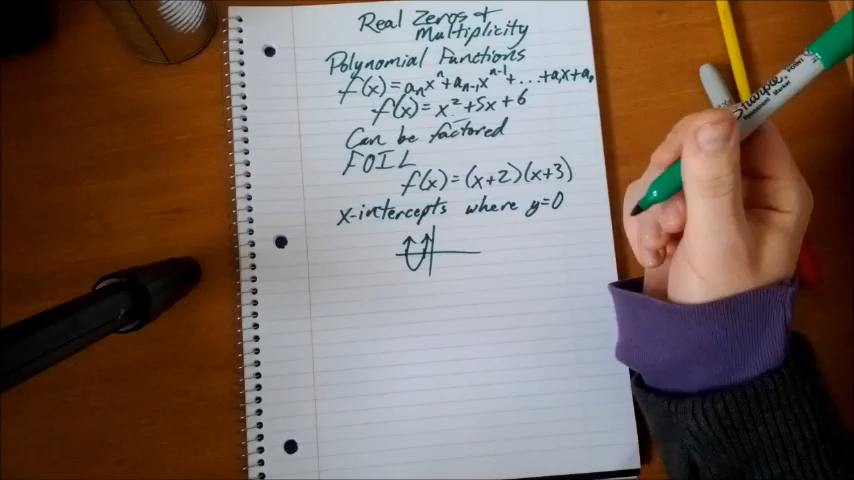 Real Zeros +
Multiplicity
Polynomial Functions
f(x)=aₙxⁿ+aₙ₋₁xⁿ⁻¹+...+a₁x+a₀
f(x)=x²+5x+6
Can be factored
FOIL
f(x)=(x+2)(x+3)
x-intercepts where y=0
Sharpie